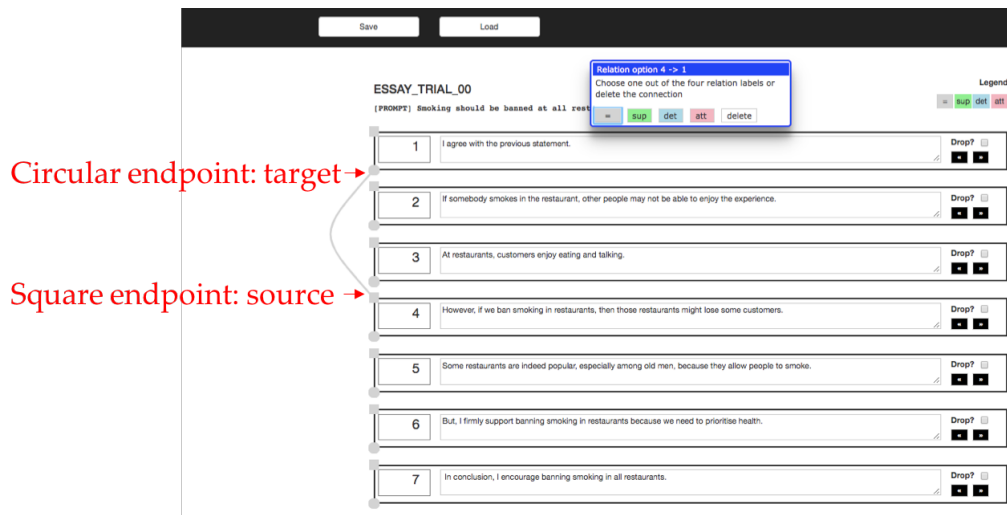 Save Load
Relation option 4 -> 1
Choose one out of the four relation labels or
delete the connection
= sup det att delete
ESSAY_TRIAL_00
Legend
[PROMPT] Smoking should be banned at all rest
= sup det att
1 I agree with the previous statement. Drop?
« »
Circular endpoint: target
2 If somebody smokes in the restaurant, other people may not be able to enjoy the experience. Drop?
« »
3 At restaurants, customers enjoy eating and talking. Drop?
« »
Square endpoint: source
4 However, if we ban smoking in restaurants, then those restaurants might lose some customers. Drop?
« »
5 Some restaurants are indeed popular, especially among old men, because they allow people to smoke. Drop?
« »
6 But, I firmly support banning smoking in restaurants because we need to prioritise health. Drop?
« »
7 In conclusion, I encourage banning smoking in all restaurants. Drop?
« »